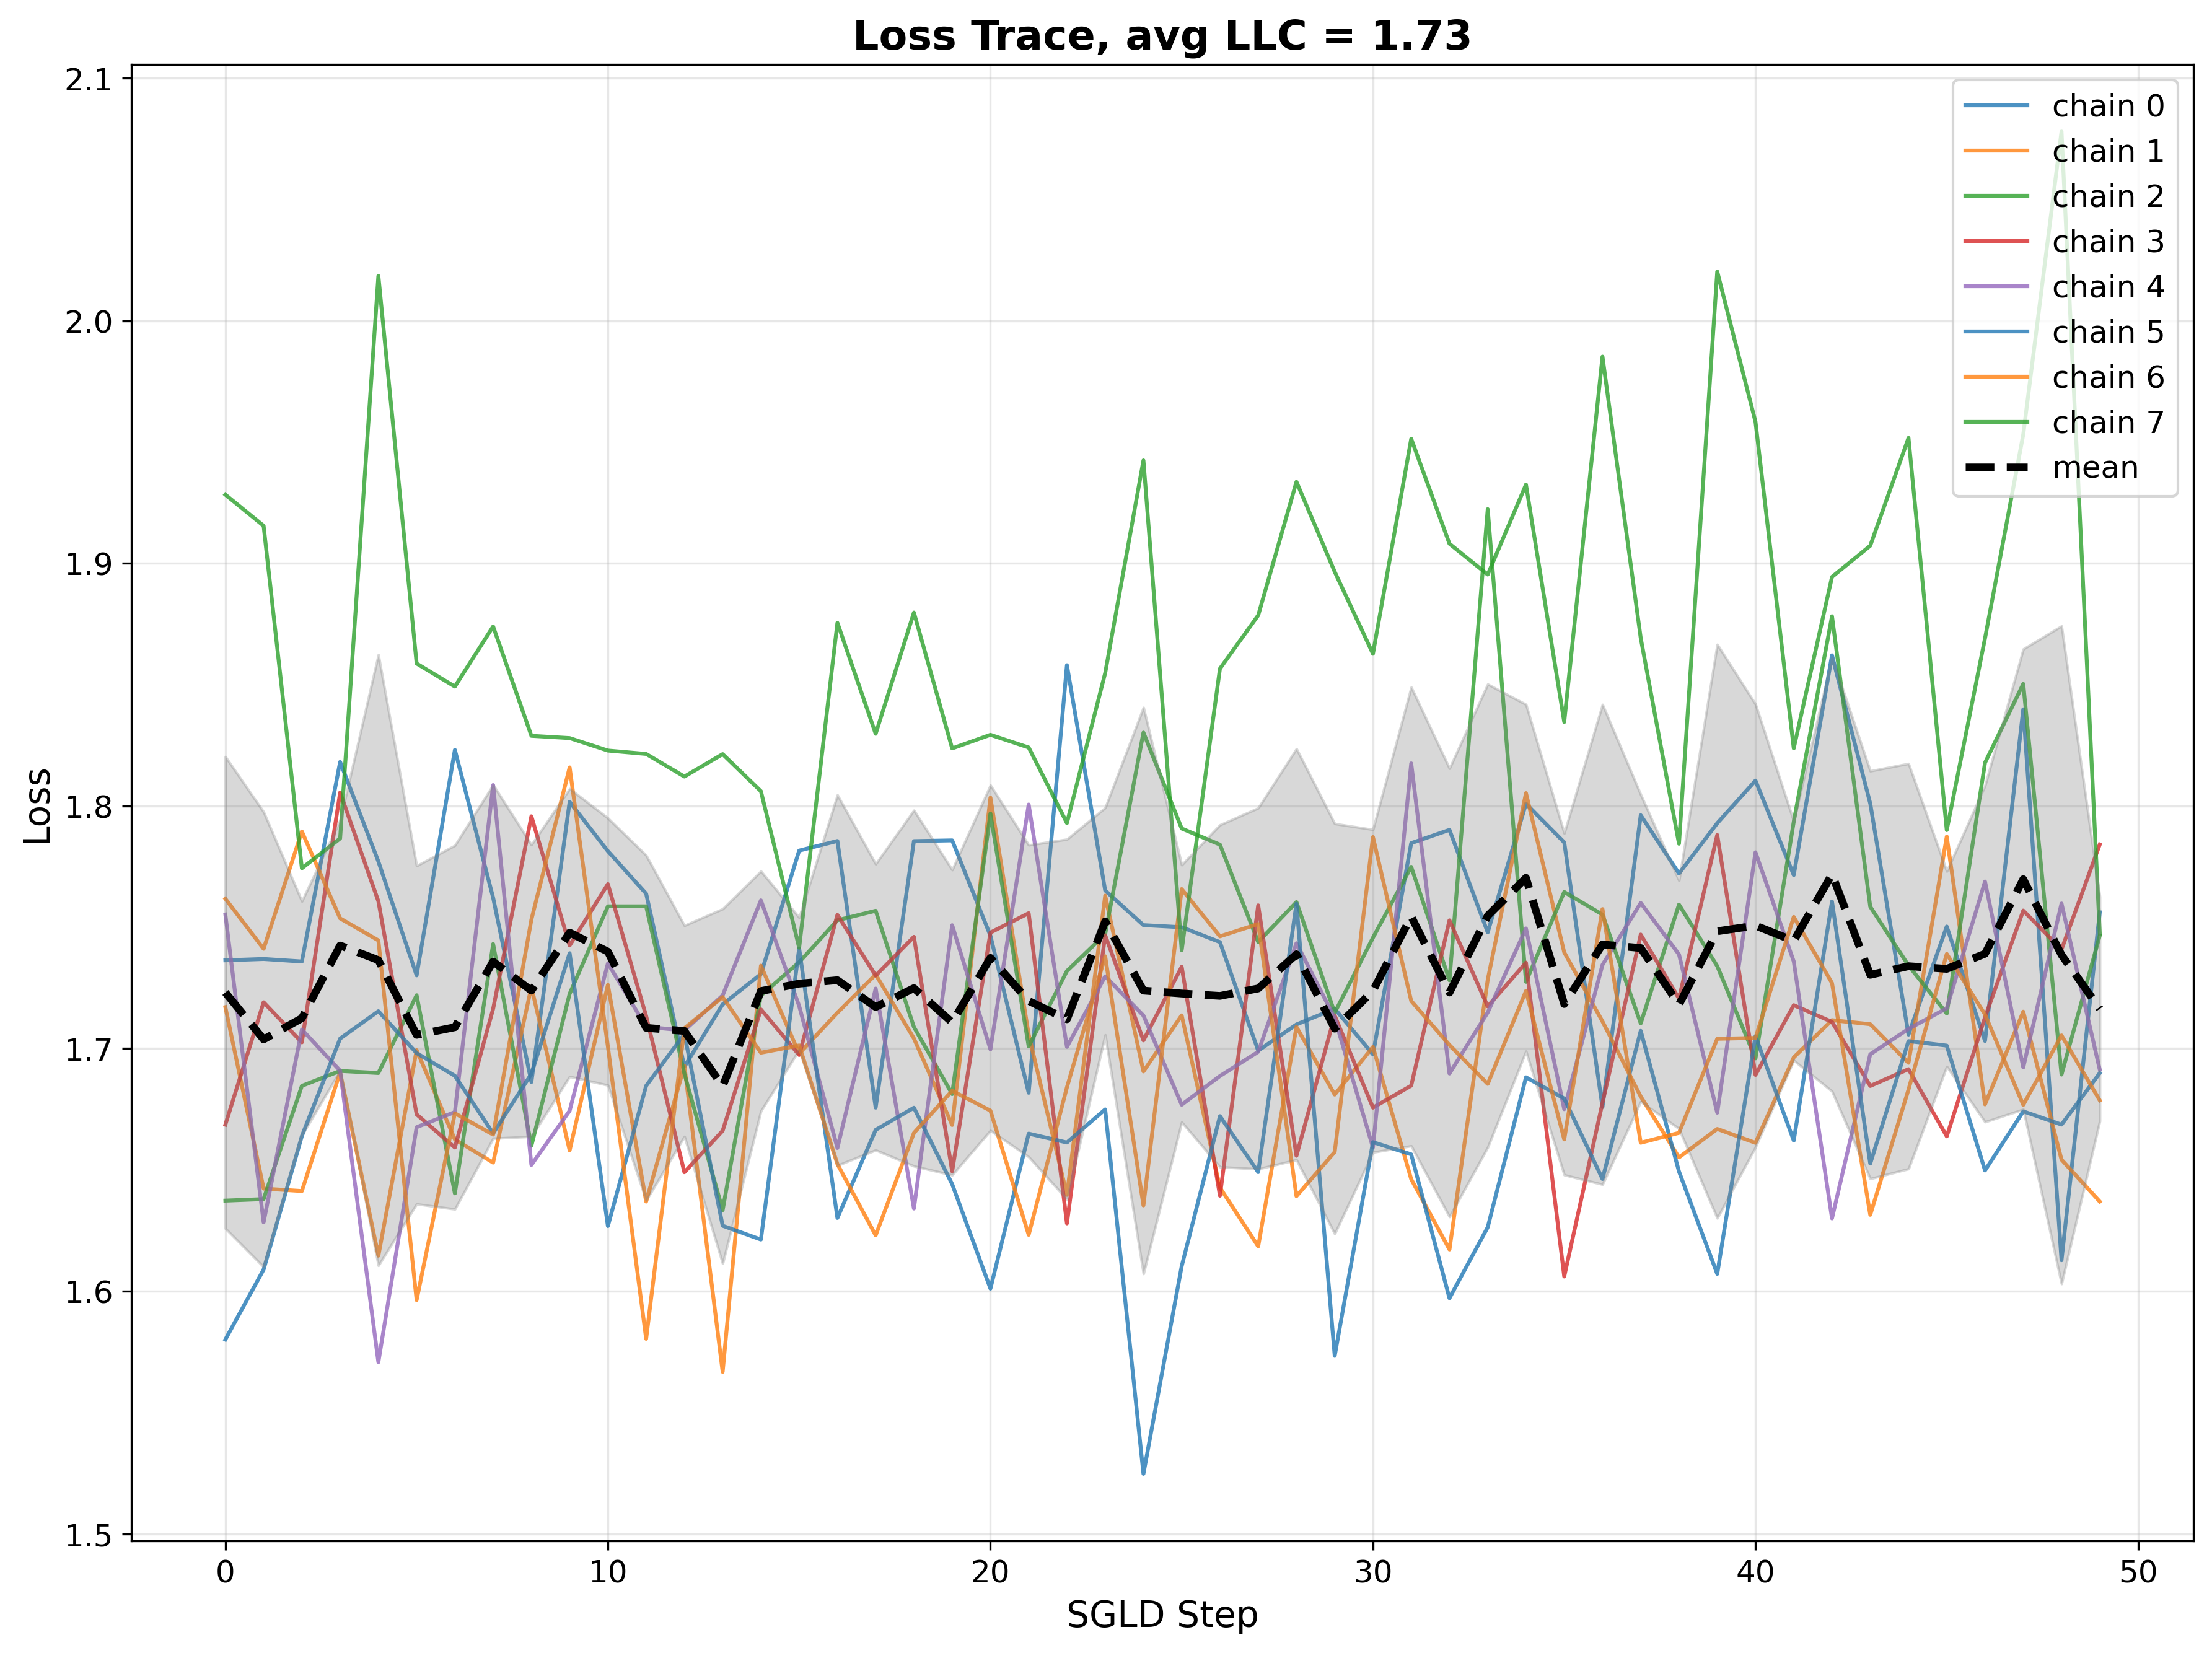 Loss Trace, avg LLC = 1.73
2.1
2.0
1.9
1.8
1.7
1.6
1.5
Loss
chain 0
chain 1
chain 2
chain 3
chain 4
chain 5
chain 6
chain 7
mean
0
10
20
30
40
50
SGLD Step